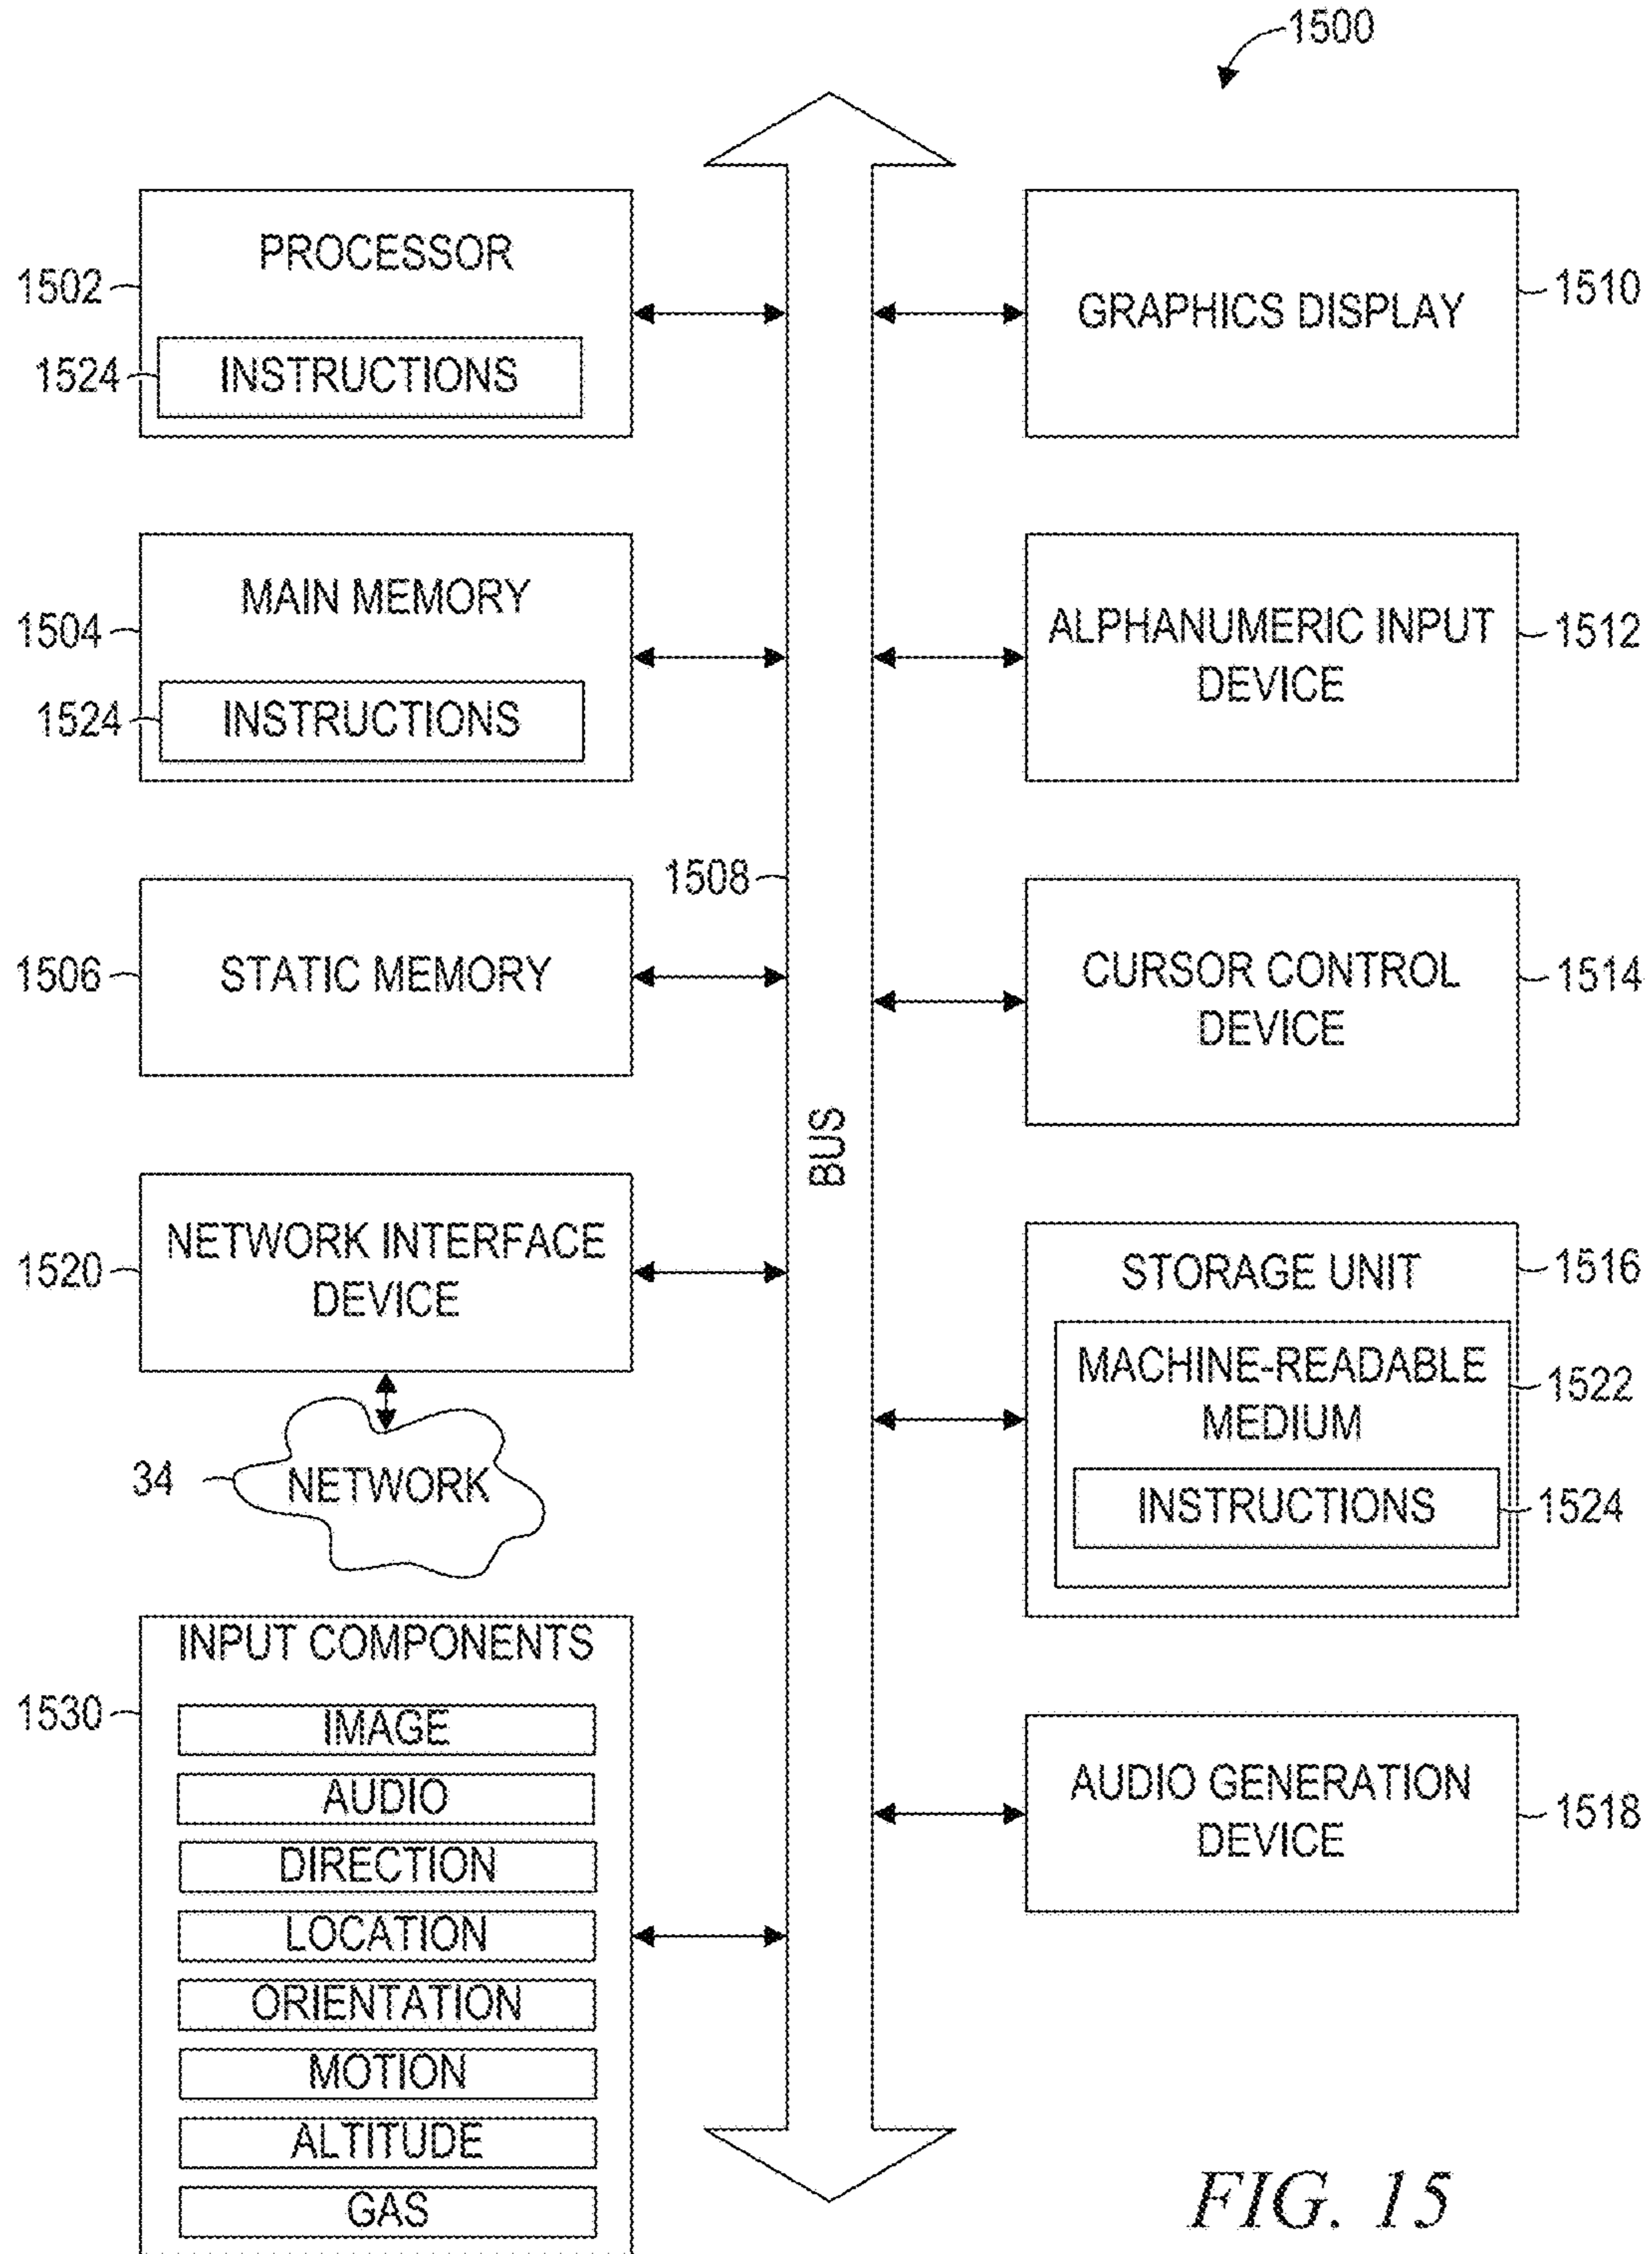 1500
PROCESSOR
1502
1524
INSTRUCTIONS
MAIN MEMORY
1504
1524
INSTRUCTIONS
1508
1506
STATIC MEMORY
BUS
NETWORK INTERFACE
DEVICE
1520
34
NETWORK
INPUT COMPONENTS
1530
IMAGE
AUDIO
DIRECTION
LOCATION
ORIENTATION
MOTION
ALTITUDE
GAS
GRAPHICS DISPLAY
1510
ALPHANUMERIC INPUT
DEVICE
1512
CURSOR CONTROL
DEVICE
1514
STORAGE UNIT
1516
MACHINE-READABLE
MEDIUM
1522
INSTRUCTIONS
1524
AUDIO GENERATION
DEVICE
1518
FIG. 15